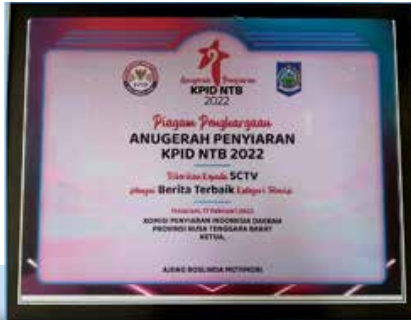 Anugerah Penyiaran
KPID NTB
2022
Piagam Penghargaan
ANUGERAH PENYIARAN
KPID NTB 2022
Diberikan Kepada SCTV
sebagai Berita Terbaik Kategori Televisi
Mataram, 17 Februari 2022
KOMISI PENYIARAN INDONESIA DAERAH
PROVINSI NUSA TENGGARA BARAT
KETUA,
AJENG ROSLINDA MOTIMORI